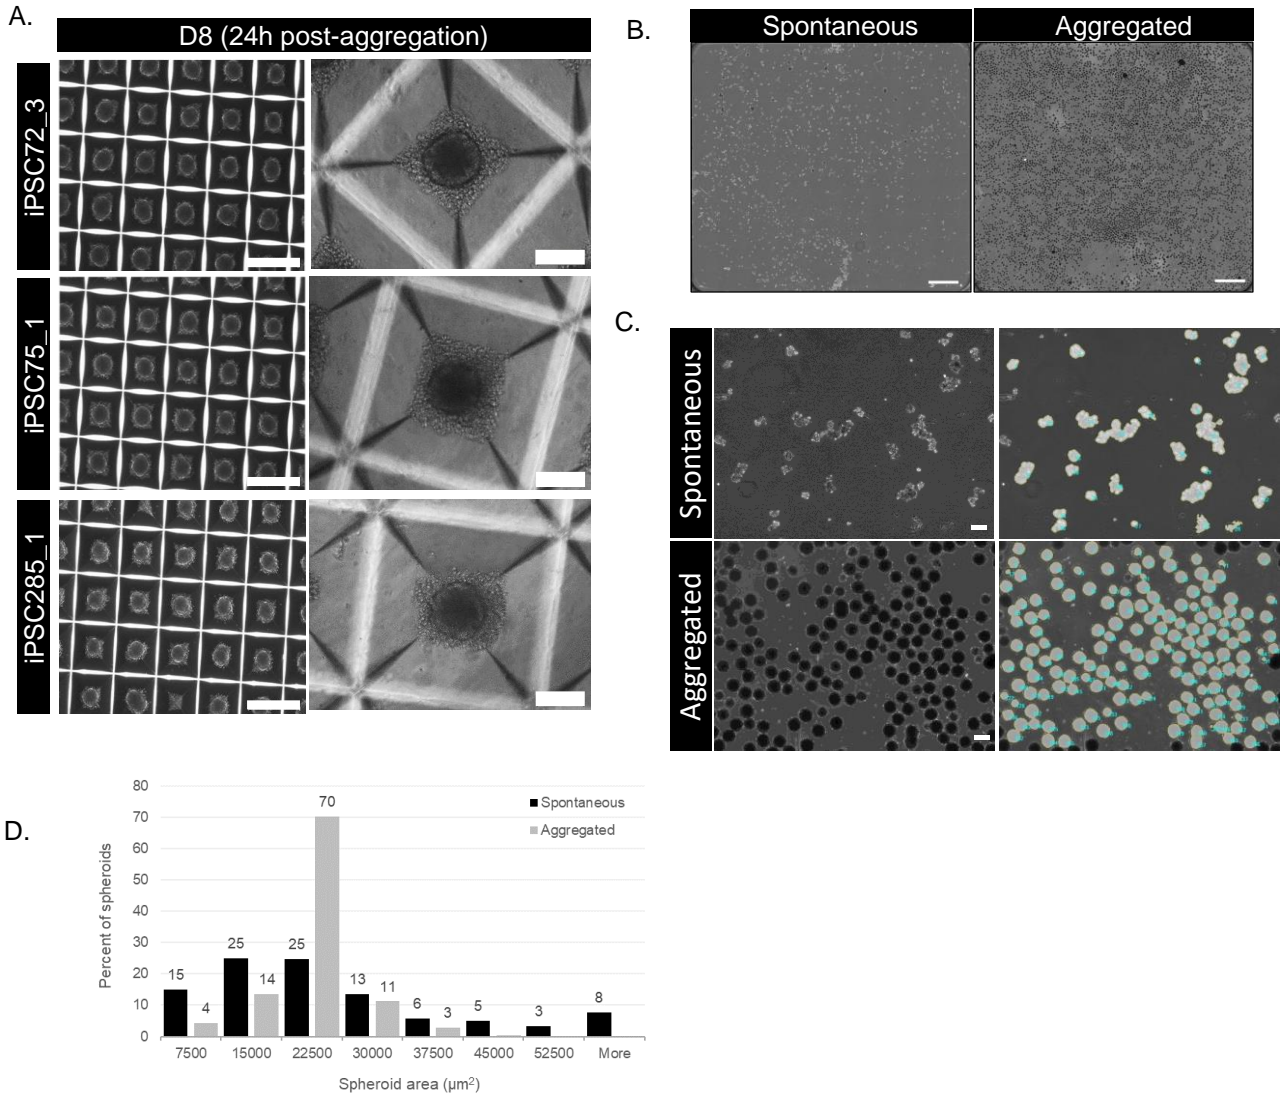 A.
D8 (24h post-aggregation)
iPSC72_3
iPSC75_1
iPSC285_1
B.
Spontaneous Aggregated
C.
Spontaneous
Aggregated
D.
80
70
60
50
40
30
20
10
0
Percent of spheroids
Spontaneous
Aggregated
15 4 25 14 25 70 13 11 6 3 5 3 8
7500 15000 22500 30000 37500 45000 52500 More
Spheroid area (µm²)